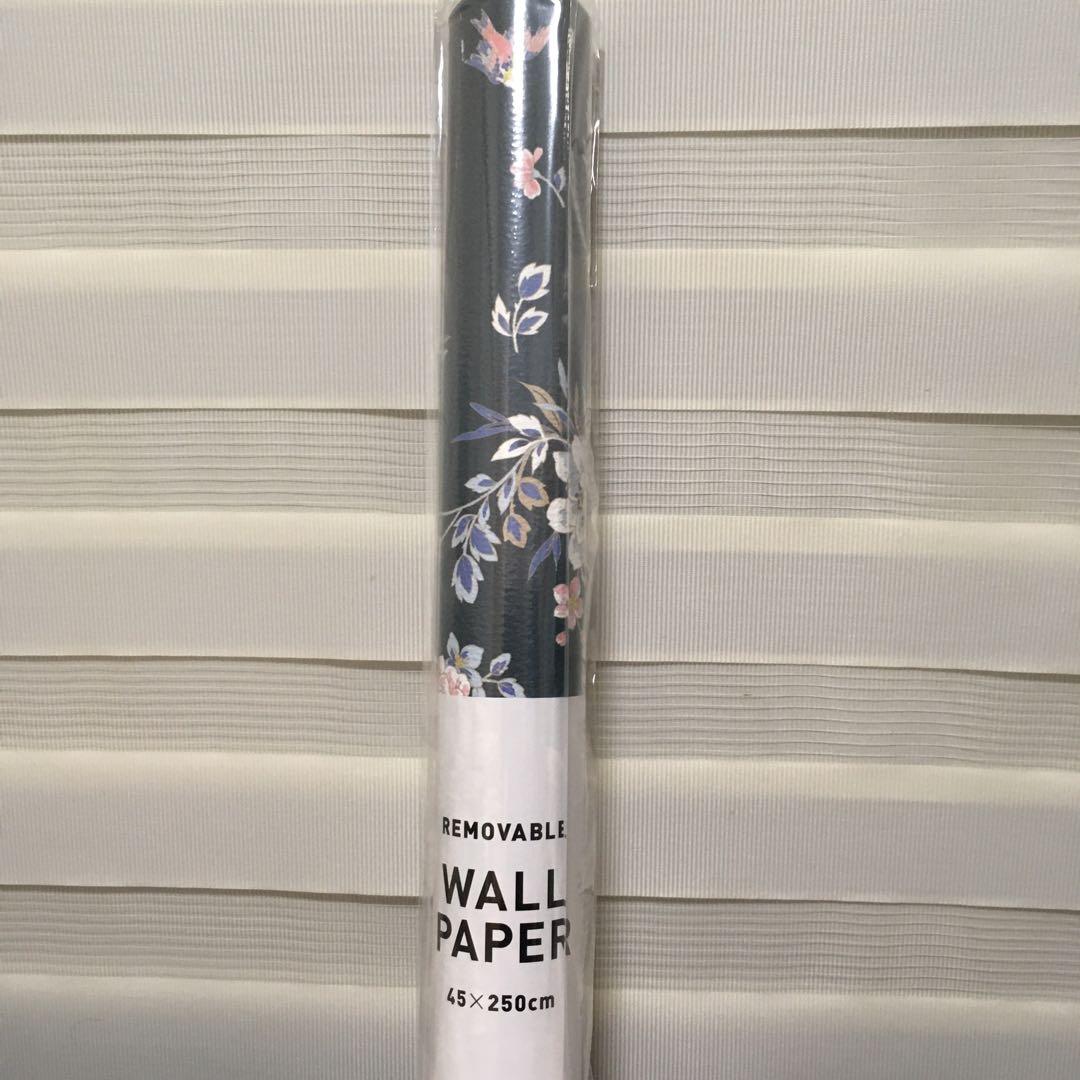 REMOVABLE
WALL
PAPER
45×250cm